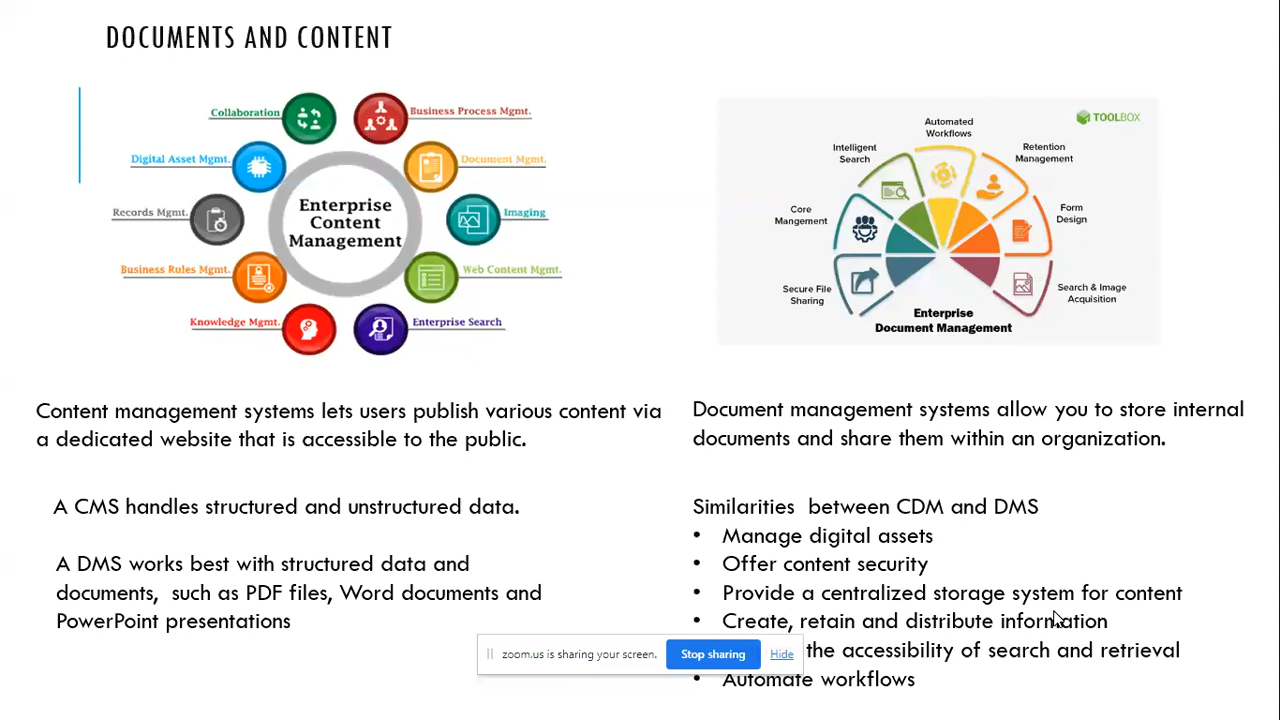 DOCUMENTS AND CONTENT
Collaboration
Business Process Mgmt.
Digital Asset Mgmt.
Document Mgmt.
Records Mgmt.
Enterprise
Content
Management
Imaging
Business Rules Mgmt.
Web Content Mgmt.
Knowledge Mgmt.
Enterprise Search
TOOLBOX
Automated
Workflows
Intelligent
Search
Retention
Management
Core
Management
Form
Design
Secure File
Sharing
Search & Image
Acquisition
Enterprise
Document Management
Content management systems lets users publish various content via
a dedicated website that is accessible to the public.
A CMS handles structured and unstructured data.
A DMS works best with structured data and
documents, such as PDF files, Word documents and
PowerPoint presentations
Document management systems allow you to store internal
documents and share them within an organization.
Similarities between CDM and DMS
• Manage digital assets
• Offer content security
• Provide a centralized storage system for content
• Create, retain and distribute information
the accessibility of search and retrieval
Automate workflows
zoom.us is sharing your screen. Stop sharing Hide